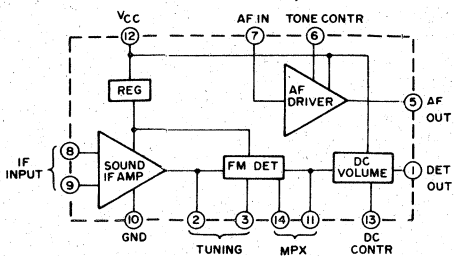 VCC AF IN TONE CONTR
12 7 6
REG
AF
DRIVER
5 AF
OUT
IF
INPUT
8
9
SOUND
IF AMP
FM DET
DC
VOLUME
1 DET
OUT
10 2 3 14 11 13
GND TUNING MPX DC
CONTR